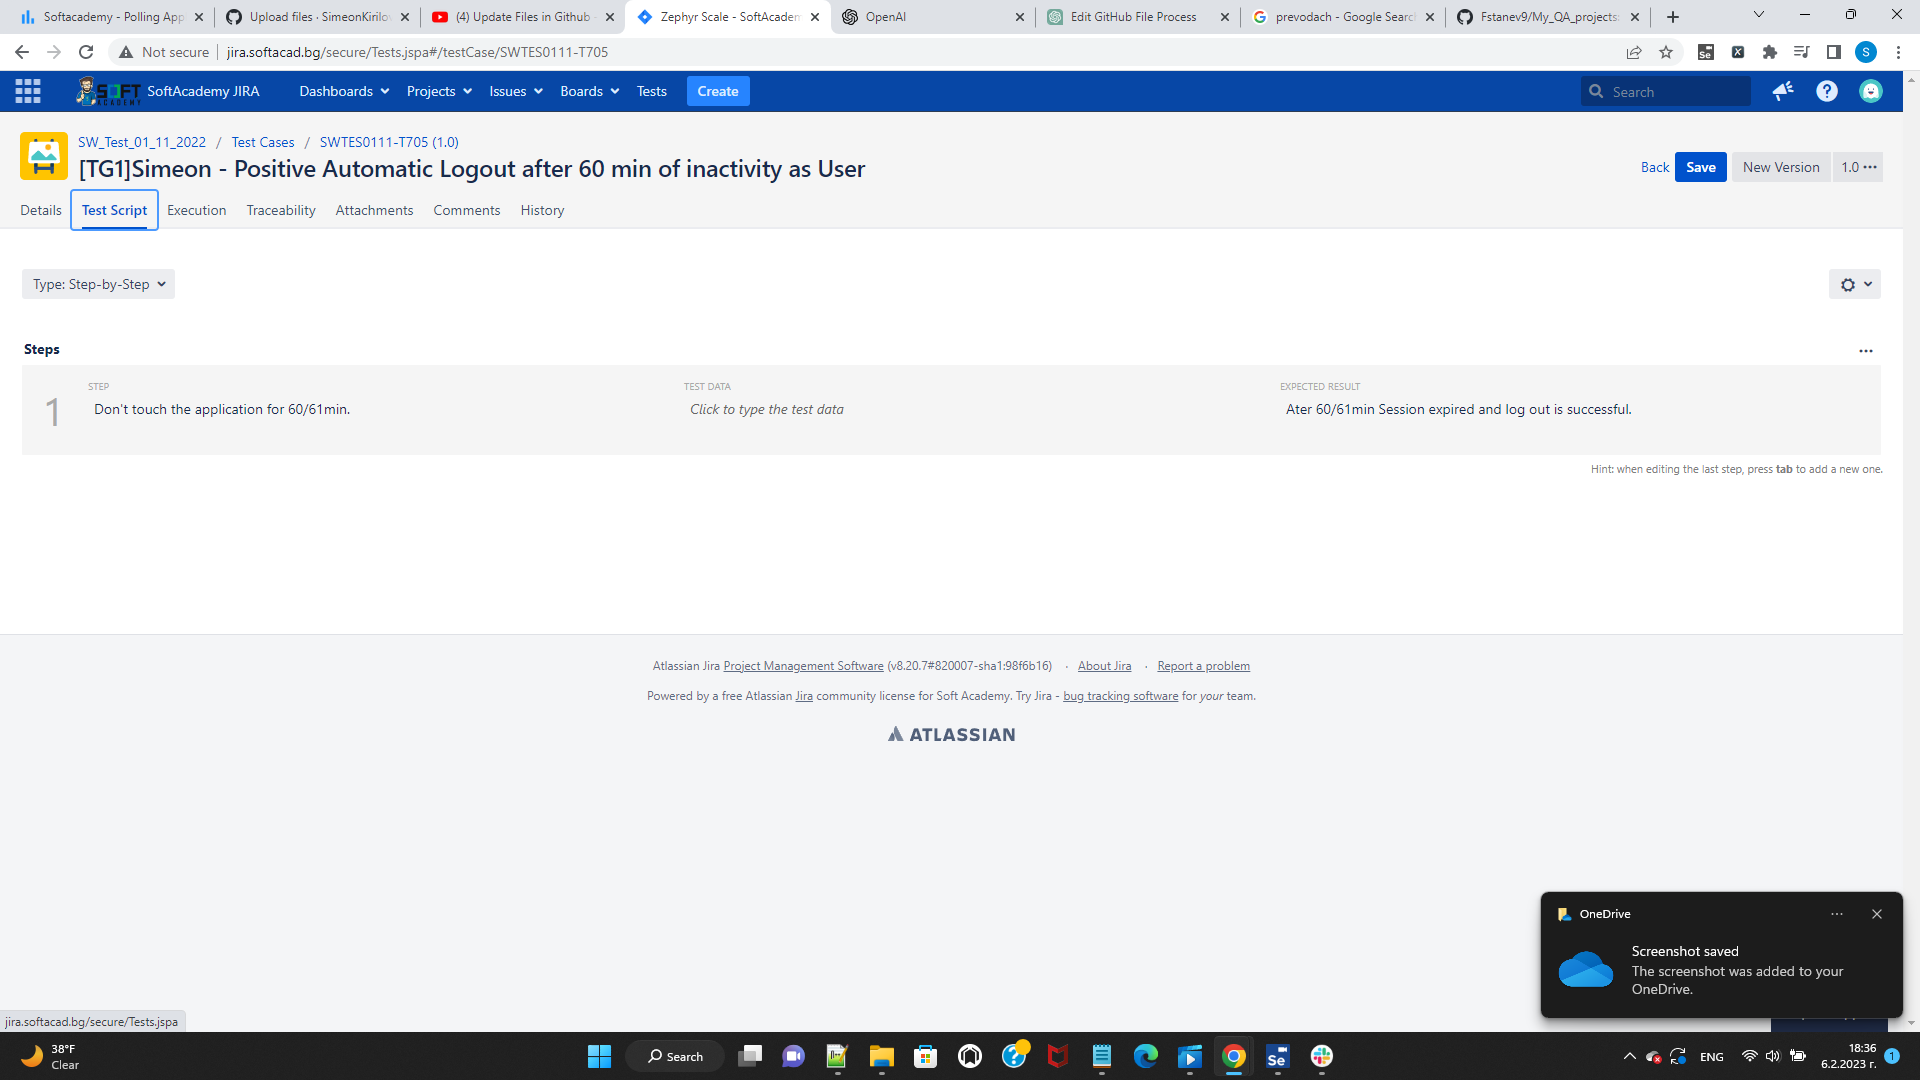 Softacademy - Polling App
Upload files · SimeonKirilov
(4) Update Files in Github -
Zephyr Scale - SoftAcadem
OpenAI
Edit GitHub File Process
prevodach - Google Search
Fstanev9/My_QA_projects:
Not secure
jira.softacad.bg/secure/Tests.jspa#/testCase/SWTES0111-T705
S
SOFT ACADEMY
SoftAcademy JIRA
Dashboards
Projects
Issues
Boards
Tests
Create
Search
SW_Test_01_11_2022 / Test Cases / SWTES0111-T705 (1.0)
[TG1]Simeon - Positive Automatic Logout after 60 min of inactivity as User
Back
Save
New Version
1.0 •••
Details
Test Script
Execution
Traceability
Attachments
Comments
History
Type: Step-by-Step
Steps
STEP
TEST DATA
EXPECTED RESULT
1
Don't touch the application for 60/61min.
Click to type the test data
Ater 60/61min Session expired and log out is successful.
Hint: when editing the last step, press tab to add a new one.
Atlassian Jira Project Management Software (v8.20.7#820007-sha1:98f6b16) · About Jira · Report a problem
Powered by a free Atlassian Jira community license for Soft Academy. Try Jira - bug tracking software for your team.
ATLASSIAN
OneDrive
Screenshot saved
The screenshot was added to your
OneDrive.
jira.softacad.bg/secure/Tests.jspa
38°F
Clear
Search
Se
ENG
18:36
6.2.2023 г.
1